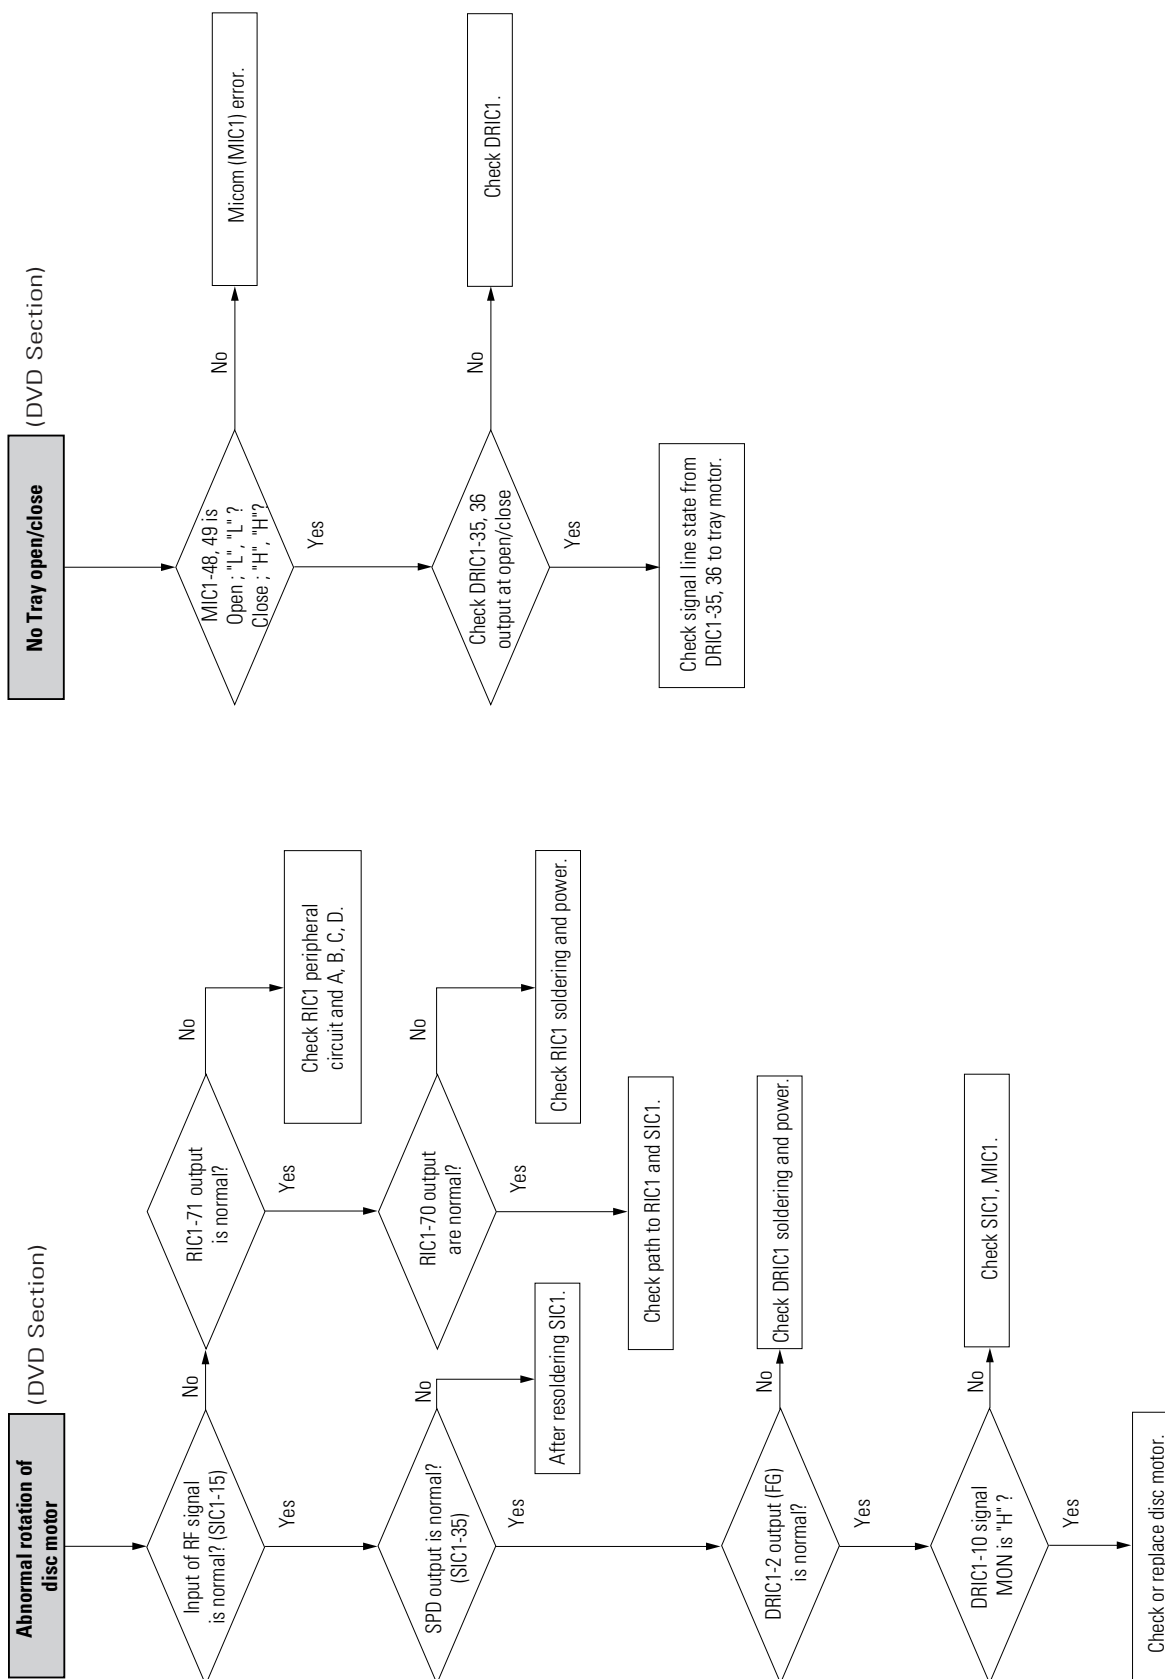 Abnormal rotation of
disc motor
(DVD Section)
Input of RF signal
is normal? (SIC1-15)
No
Yes
RIC1-71 output
is normal?
No
Yes
Check RIC1 peripheral
circuit and A, B, C, D.
SPD output is normal?
(SIC1-35)
No
Yes
After resoldering SIC1.
RIC1-70 output
are normal?
No
Yes
Check RIC1 soldering and power.
Check path to RIC1 and SIC1.
DRIC1-2 output (FG)
is normal?
No
Yes
Check DRIC1 soldering and power.
DRIC1-10 signal
MON is "H" ?
No
Yes
Check SIC1, MIC1.
Check or replace disc motor.
No Tray open/close
(DVD Section)
MIC1-48, 49 is
Open ; "L", "L" ?
Close ; "H", "H"?
No
Yes
Micom (MIC1) error.
Check DRIC1-35, 36
output at open/close
No
Yes
Check DRIC1.
Check signal line state from
DRIC1-35, 36 to tray motor.